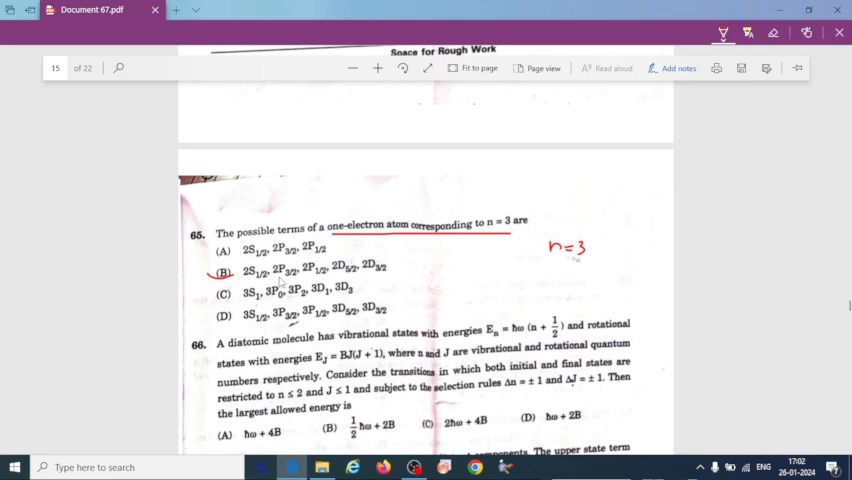 Document 67.pdf
Space for Rough Work
15 of 22
Fit to page
Page view
Read aloud
Add notes
65. The possible terms of a one-electron atom corresponding to n = 3 are
(A) 2S1/2, 2P3/2, 2P1/2
n=3
(B) 2S1/2, 2P3/2, 2P1/2, 2D5/2, 2D3/2
(C) 3S1, 3P0, 3P2, 3D1, 3D3
(D) 3S1/2, 3P3/2, 3P1/2, 3D5/2, 3D3/2
66. A diatomic molecule has vibrational states with energies En = ħω (n + 1/2) and rotational
states with energies EJ = BJ(J + 1), where n and J are vibrational and rotational quantum
numbers respectively. Consider the transitions in which both initial and final states are
restricted to n ≤ 2 and J ≤ 1 and subject to the selection rules Δn = ± 1 and ΔJ = ± 1. Then
the largest allowed energy is
(A) ħω + 4B (B) 1/2 ħω + 2B (C) 2ħω + 4B (D) ħω + 2B
components. The upper state term
Type here to search
ENG
17:02
26-01-2024